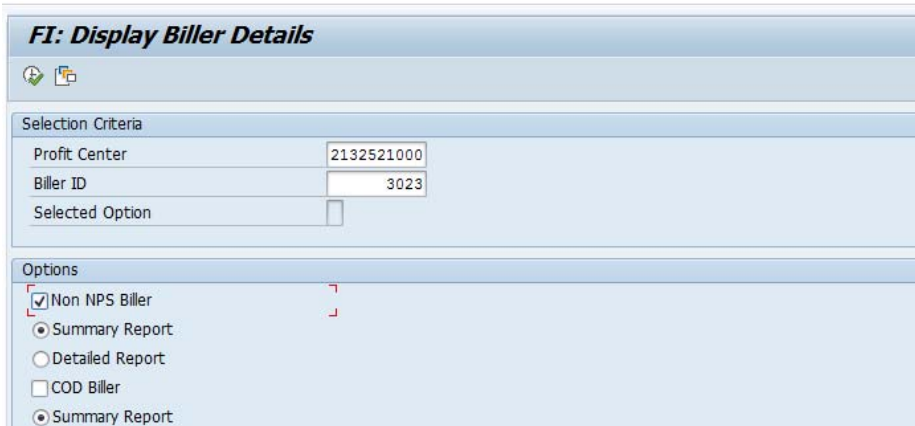 FI: Display Biller Details
Selection Criteria
Profit Center 2132521000
Biller ID 3023
Selected Option
Options
Non NPS Biller
Summary Report
Detailed Report
COD Biller
Summary Report